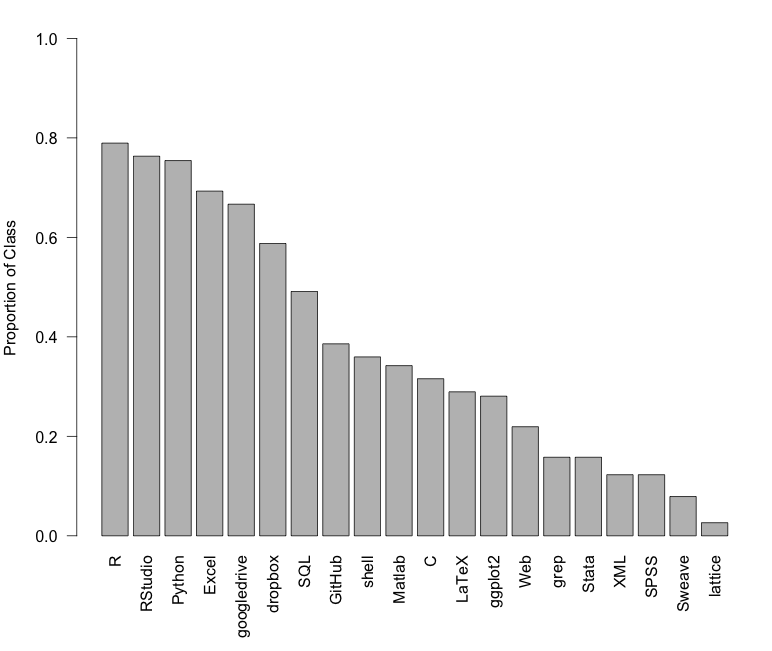 1.0
0.8
0.6
0.4
0.2
0.0
Proportion of Class
R
RStudio
Python
Excel
googledrive
dropbox
SQL
GitHub
shell
Matlab
C
LaTeX
ggplot2
Web
grep
Stata
XML
SPSS
Sweave
lattice